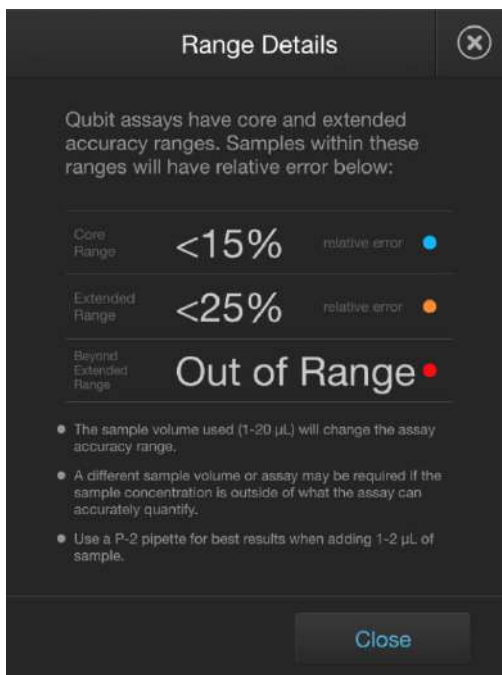 Range Details
Qubit assays have core and extended
accuracy ranges. Samples within these
ranges will have relative error below:
Core
Range
<15%
relative error
Extended
Range
<25%
relative error
Beyond
Extended
Range
Out of Range
The sample volume used (1-20 µL) will change the assay
accuracy range.
A different sample volume or assay may be required if the
sample concentration is outside of what the assay can
accurately quantify.
Use a P-2 pipette for best results when adding 1-2 µL of
sample.
Close